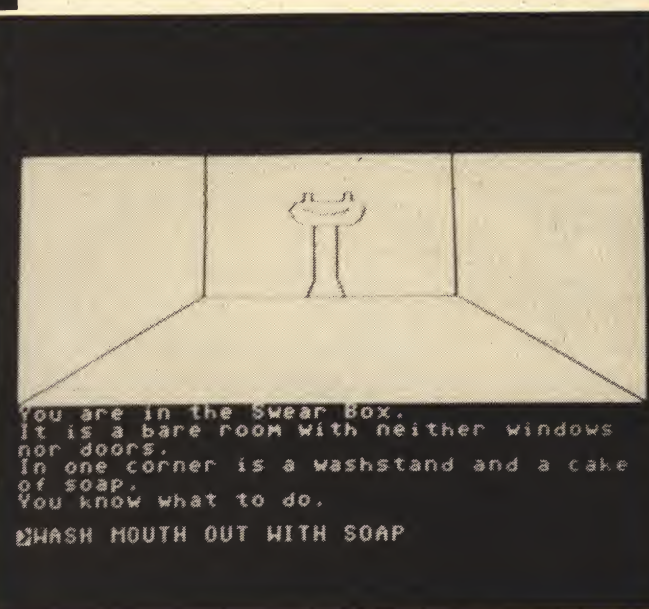 You are in the Swear Box.
It is a bare room with neither windows
nor doors.
In one corner is a washstand and a cake
of soap.
You know what to do.
WASH MOUTH OUT WITH SOAP